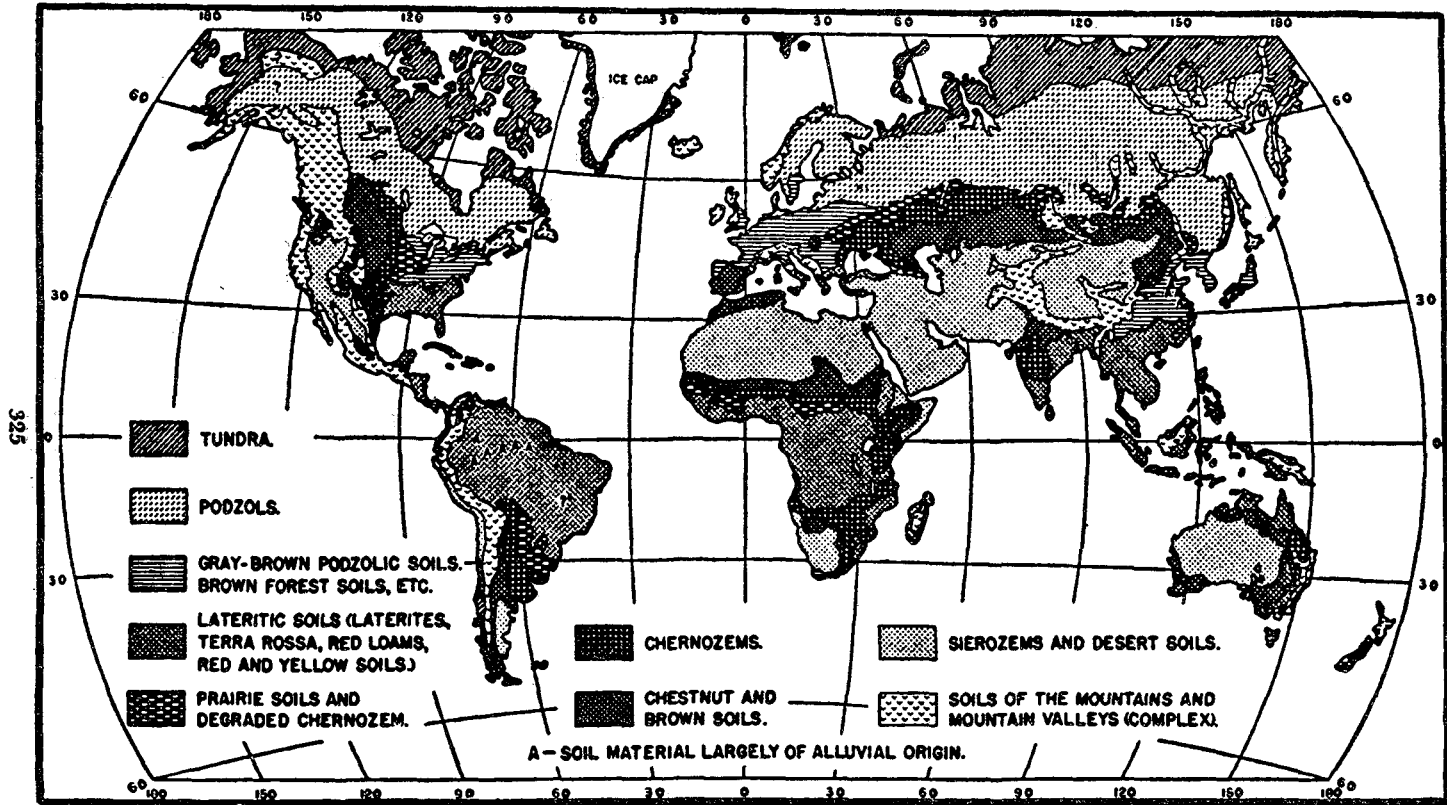 180 150 120 90 60 30 0 30 60 90 120 150 180
60
ICE CAP
60
30
30
325
0
0
TUNDRA.
PODZOLS.
GRAY-BROWN PODZOLIC SOILS.
BROWN FOREST SOILS, ETC.
30
30
LATERITIC SOILS (LATERITES,
TERRA ROSSA, RED LOAMS,
RED AND YELLOW SOILS.)
PRAIRIE SOILS AND
DEGRADED CHERNOZEM.
CHERNOZEMS.
CHESTNUT AND
BROWN SOILS.
SIEROZEMS AND DESERT SOILS.
SOILS OF THE MOUNTAINS AND
MOUNTAIN VALLEYS (COMPLEX).
A — SOIL MATERIAL LARGELY OF ALLUVIAL ORIGIN.
60
60
180 150 120 90 60 30 0 30 60 90 120 150 180